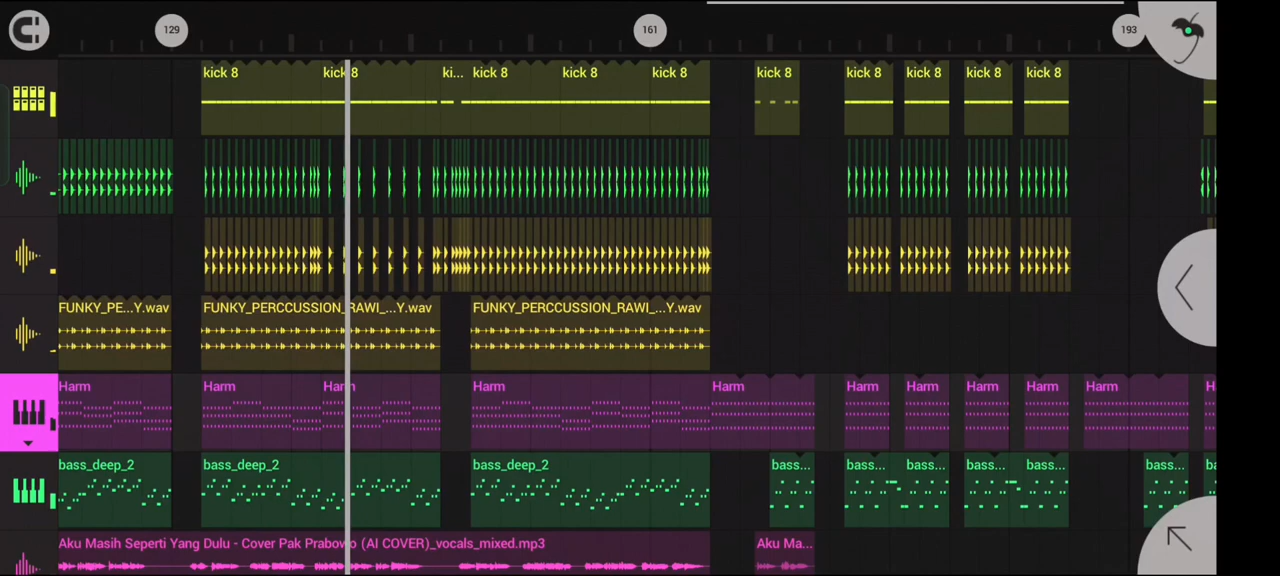 129 161 193
kick 8 kick 8 ki... kick 8 kick 8 kick 8 kick 8 kick 8 kick 8 kick 8 kick 8
FUNKY_PE...Y.wav FUNKY_PERCCUSSION_RAWI_...Y.wav FUNKY_PERCCUSSION_RAWI_...Y.wav
Harm Harm Harm Harm Harm Harm Harm Harm Harm Harm H
bass_deep_2 bass_deep_2 bass_deep_2 bass... bass... bass... bass... bass... bass... ba
Aku Masih Seperti Yang Dulu - Cover Pak Prabowo (AI COVER)_vocals_mixed.mp3 Aku Ma...